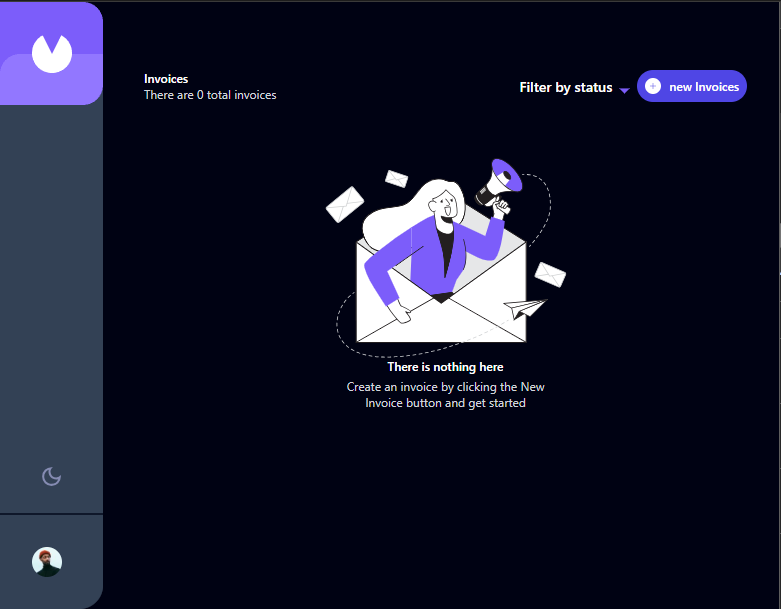 Invoices
There are 0 total invoices
Filter by status
new Invoices
There is nothing here
Create an invoice by clicking the New
Invoice button and get started